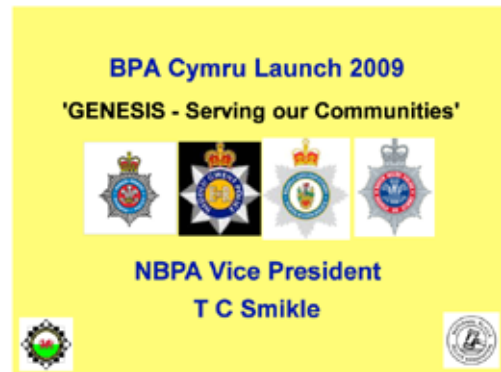 BPA Cymru Launch 2009
'GENESIS - Serving our Communities'
NBPA Vice President
T C Smikle